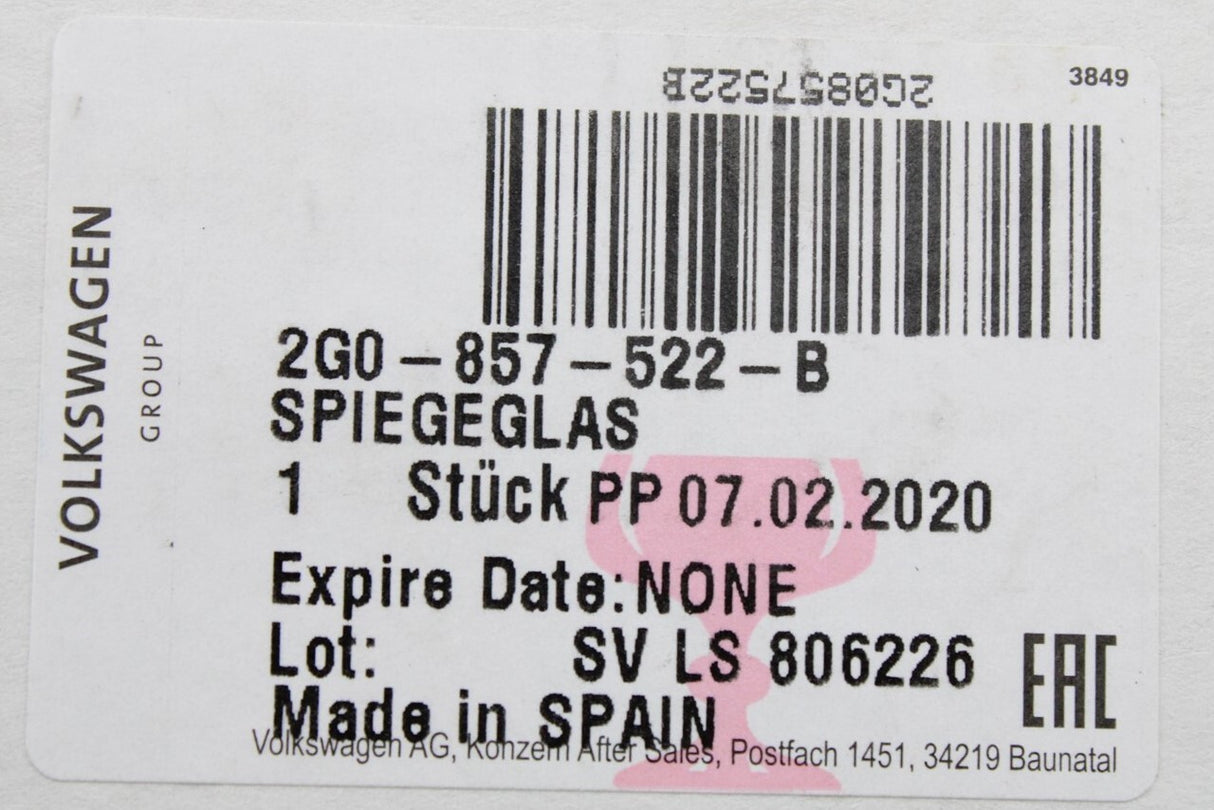 3849
2G0857522B
VOLKSWAGEN
GROUP
2G0-857-522-B
SPIEGEGLAS
1 Stück PP 07.02.2020
Expire Date:NONE
Lot: SV LS 806226
EAC
Made in SPAIN
Volkswagen AG, Konzern After Sales, Postfach 1451, 34219 Baunatal